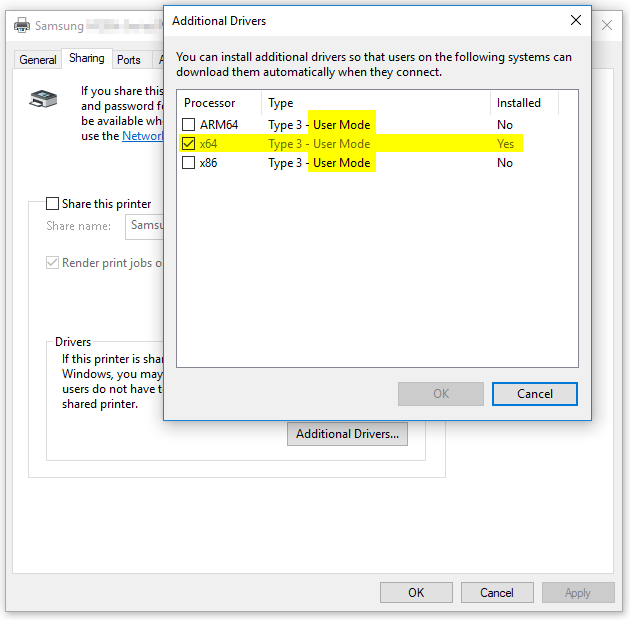 Samsung
Additional Drivers
General
Sharing
Ports
You can install additional drivers so that users on the following systems can
download them automatically when they connect.
Processor Type Installed
ARM64 Type 3 - User Mode No
x64 Type 3 - User Mode Yes
x86 Type 3 - User Mode No
OK Cancel
If you share this
and password fo
be available wh
use the Network
Share this printer
Share name: Samsu
Render print jobs o
Drivers
If this printer is shar
Windows, you may
users do not have t
shared printer.
Additional Drivers...
OK Cancel Apply